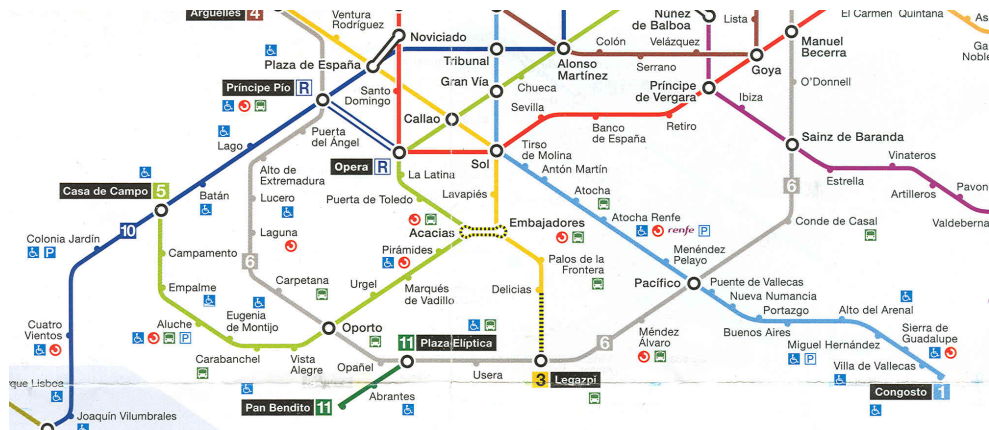 Argüelles 4
Ventura
Rodríguez
Noviciado
Plaza de España
Tribunal
Gran Vía
Alonso
Martínez
Colón
Velázquez
Serrano
Núñez
de Balboa
Lista
Goya
El Carmen
Quintana
Manuel
Becerra
O'Donnell
Príncipe Pío R
Santo
Domingo
Callao
Chueca
Sevilla
Banco
de España
Retiro
Príncipe
de Vergara
Ibiza
Sainz de Baranda
Lago
Puerta
del Ángel
Opera R
Sol
Tirso
de Molina
Antón Martín
Estrella
Vinateros
Artilleros
Pavon
Valdeberna
Casa de Campo 5
Batán
Alto de
Extremadura
Lucero
Laguna
La Latina
Puerta de Toledo
Lavapiés
Atocha
Atocha Renfe
renfe P
6
Conde de Casal
Colonia Jardín
P
10
Campamento
6
Carpetana
Acacias
Embajadores
Pirámides
Palos de la
Frontera
Menéndez
Pelayo
Pacífico
Puente de Vallecas
Nueva Numancia
Portazgo
Buenos Aires
Alto del Arenal
Miguel Hernández
P
Sierra de
Guadalupe
Villa de Vallecas
Congosto 1
Empalme
Aluche
P
Eugenia
de Montijo
Carabanchel
Vista
Alegre
Oporto
Urgel
Marqués
de Vadillo
Delicias
Cuatro
Vientos
11 Plaza Elíptica
Opañel
Usera
6
Méndez
Álvaro
3 Legazpi
Pan Bendito 11
Abrantes
rque Lisboa
Joaquín Vilumbrales
As
Ga
Noble